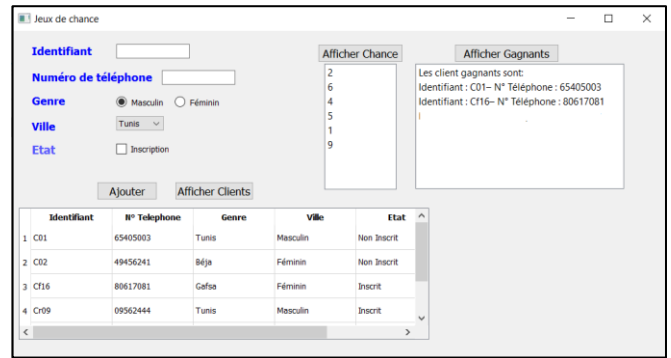 Jeux de chance
Identifiant
Numéro de téléphone
Genre
Masculin
Féminin
Ville
Tunis
Etat
Inscription
Ajouter
Afficher Clients
Afficher Chance
2
6
4
5
1
9
Afficher Gagnants
Les client gagnants sont:
Identifiant : C01– N° Téléphone : 65405003
Identifiant : Cf16– N° Téléphone : 80617081
Identifiant N° Telephone Genre Ville Etat
1 C01 65405003 Tunis Masculin Non Inscrit
2 C02 49456241 Béja Féminin Non Inscrit
3 Cf16 80617081 Gafsa Féminin Inscrit
4 Cr09 09562444 Tunis Masculin Inscrit